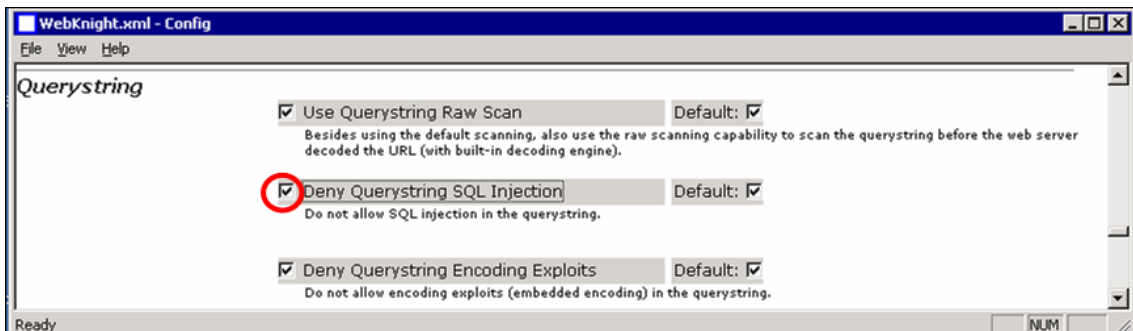 WebKnight.xml - Config
File View Help
Querystring
Use Querystring Raw Scan Default:
Besides using the default scanning, also use the raw scanning capability to scan the querystring before the web server
decoded the URL (with built-in decoding engine).
Deny Querystring SQL Injection Default:
Do not allow SQL injection in the querystring.
Deny Querystring Encoding Exploits Default:
Do not allow encoding exploits (embedded encoding) in the querystring.
Ready NUM